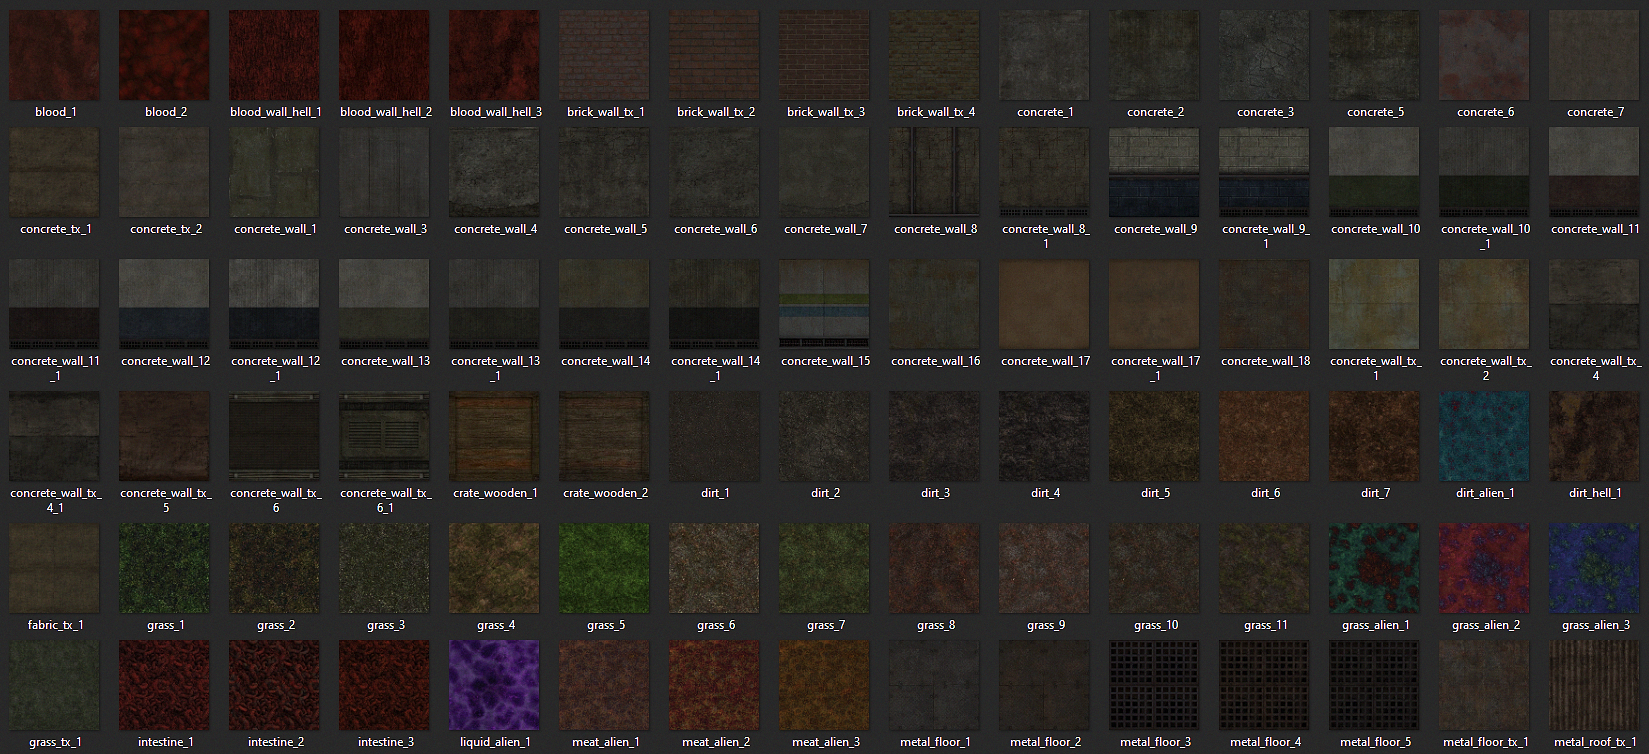 blood_1
blood_2
blood_wall_hell_1
blood_wall_hell_2
blood_wall_hell_3
brick_wall_tx_1
brick_wall_tx_2
brick_wall_tx_3
brick_wall_tx_4
concrete_1
concrete_2
concrete_3
concrete_5
concrete_6
concrete_7
concrete_tx_1
concrete_tx_2
concrete_wall_1
concrete_wall_3
concrete_wall_4
concrete_wall_5
concrete_wall_6
concrete_wall_7
concrete_wall_8
concrete_wall_8_
1
concrete_wall_9
concrete_wall_9_
1
concrete_wall_10
concrete_wall_10
_1
concrete_wall_11
concrete_wall_11
_1
concrete_wall_12
concrete_wall_12
_1
concrete_wall_13
concrete_wall_13
_1
concrete_wall_14
concrete_wall_14
_1
concrete_wall_15
concrete_wall_16
concrete_wall_17
concrete_wall_17
_1
concrete_wall_18
concrete_wall_tx_
1
concrete_wall_tx_
2
concrete_wall_tx_
4
concrete_wall_tx_
4_1
concrete_wall_tx_
5
concrete_wall_tx_
6
concrete_wall_tx_
6_1
crate_wooden_1
crate_wooden_2
dirt_1
dirt_2
dirt_3
dirt_4
dirt_5
dirt_6
dirt_7
dirt_alien_1
dirt_hell_1
fabric_tx_1
grass_1
grass_2
grass_3
grass_4
grass_5
grass_6
grass_7
grass_8
grass_9
grass_10
grass_11
grass_alien_1
grass_alien_2
grass_alien_3
grass_tx_1
intestine_1
intestine_2
intestine_3
liquid_alien_1
meat_alien_1
meat_alien_2
meat_alien_3
metal_floor_1
metal_floor_2
metal_floor_3
metal_floor_4
metal_floor_5
metal_floor_tx_1
metal_roof_tx_1